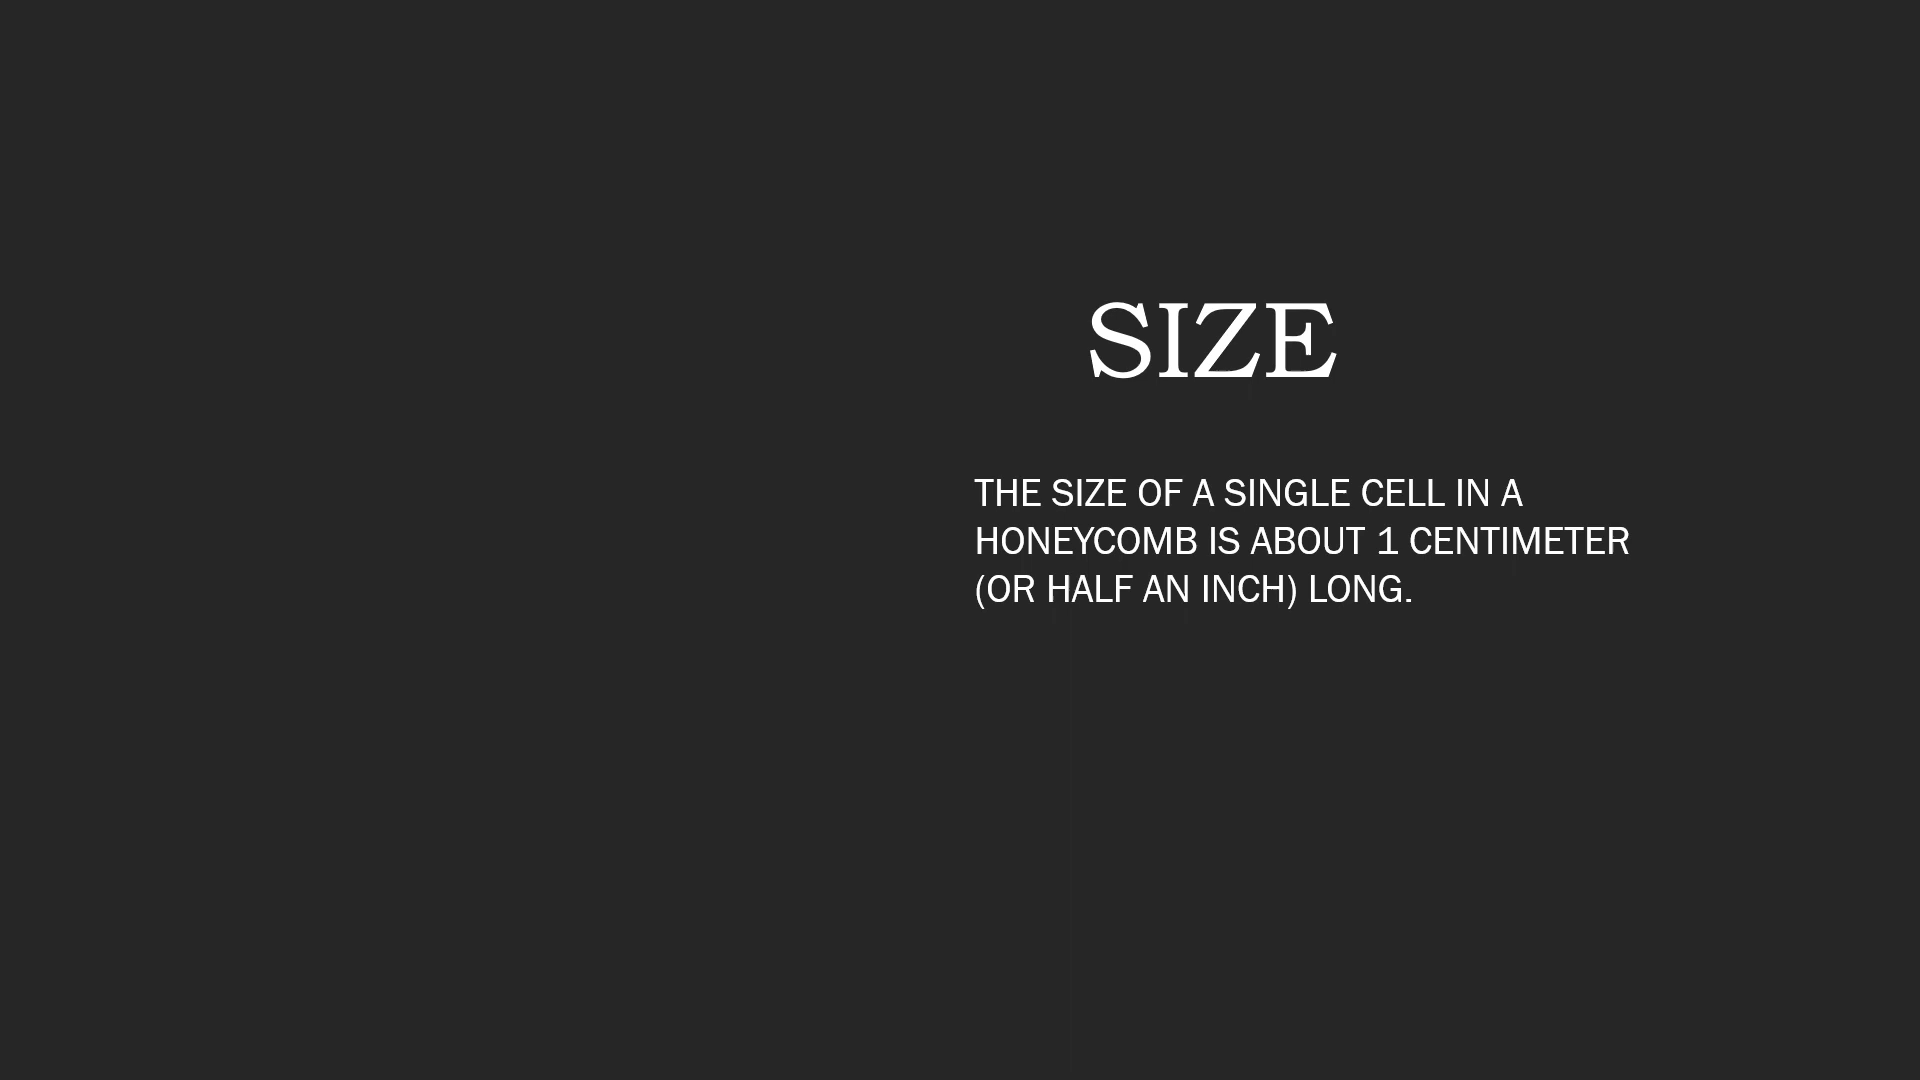 SIZE
THE SIZE OF A SINGLE CELL IN A
HONEYCOMB IS ABOUT 1 CENTIMETER
(OR HALF AN INCH) LONG.